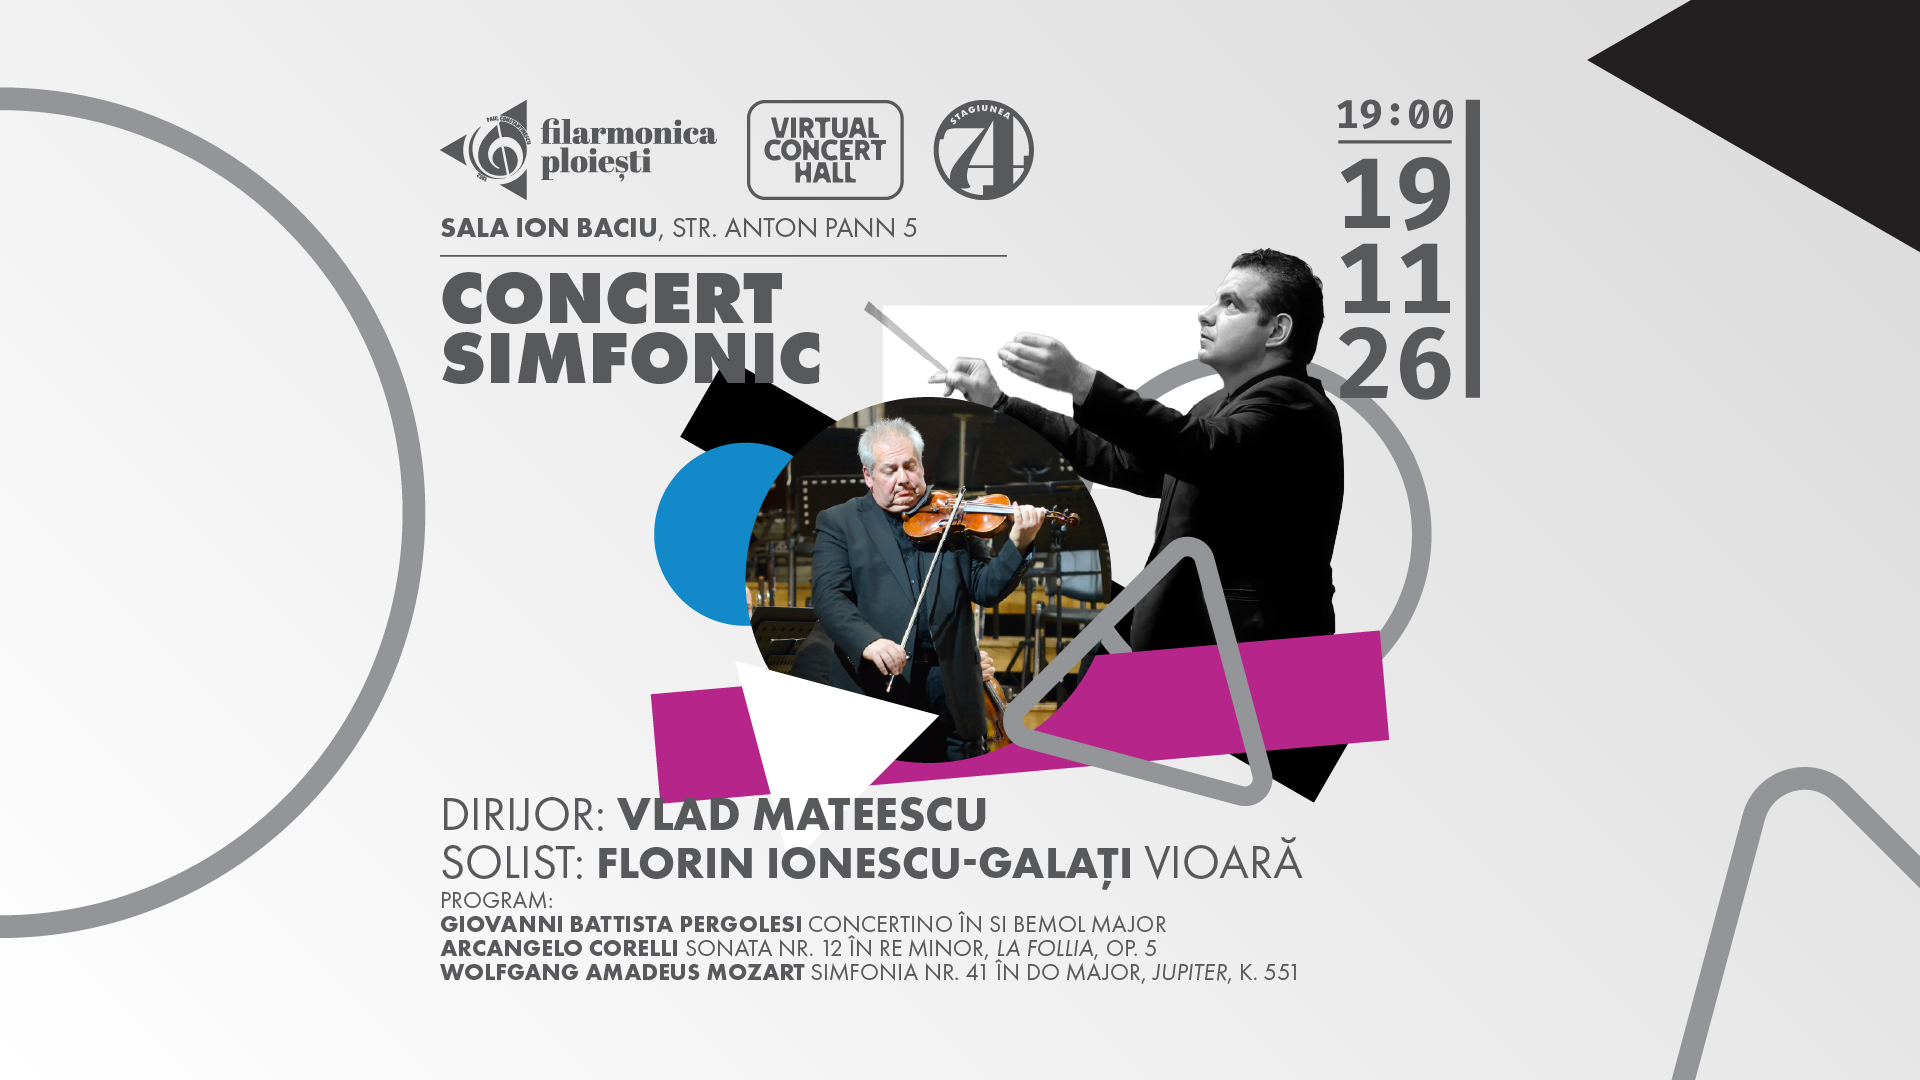 PAUL CONSTANTINESCU
filarmonica
ploiești
VIRTUAL
CONCERT
HALL
STAGIUNEA
74
SALA ION BACIU, STR. ANTON PANN 5
19:00
19
11
26
CONCERT
SIMFONIC
DIRIJOR: VLAD MATEESCU
SOLIST: FLORIN IONESCU-GALAȚI VIOARĂ
PROGRAM:
GIOVANNI BATTISTA PERGOLESI CONCERTINO ÎN SI BEMOL MAJOR
ARCANGELO CORELLI SONATA NR. 12 ÎN RE MINOR, LA FOLLIA, OP. 5
WOLFGANG AMADEUS MOZART SIMFONIA NR. 41 ÎN DO MAJOR, JUPITER, K. 551